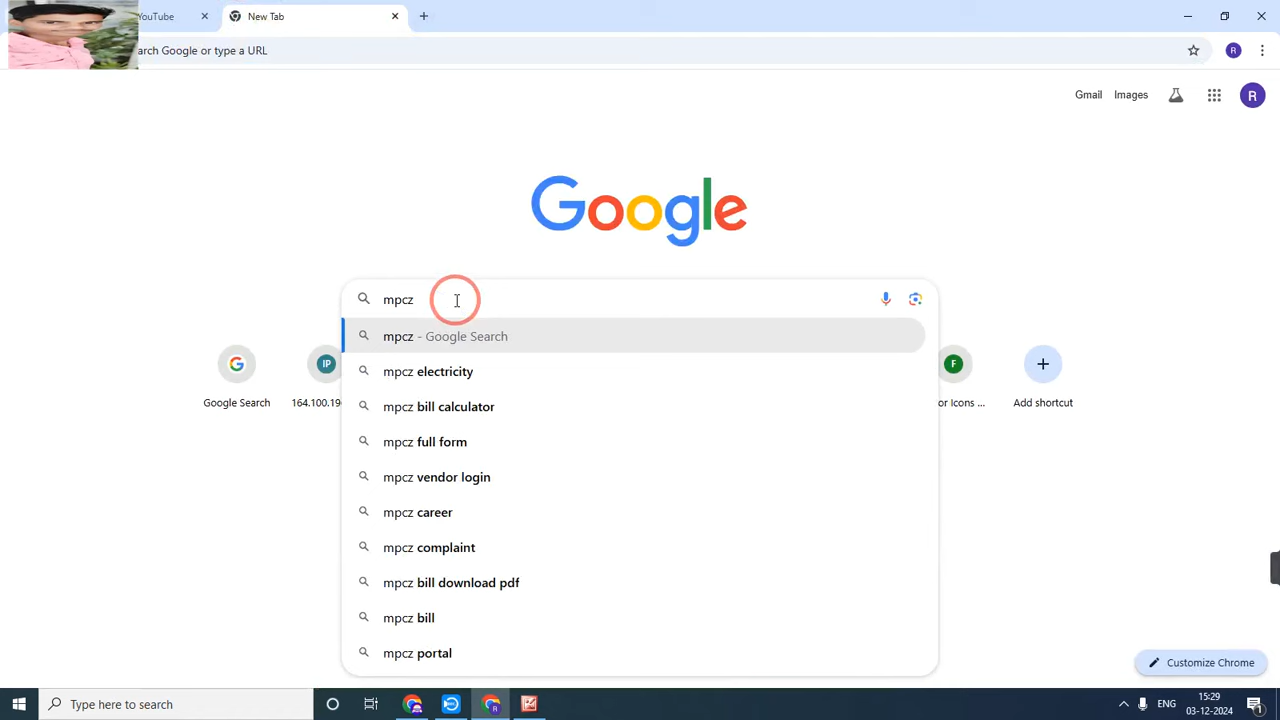 YouTube
New Tab
arch Google or type a URL
R
Gmail Images R
Google
mpcz
mpcz - Google Search
mpcz electricity
mpcz bill calculator
mpcz full form
mpcz vendor login
mpcz career
mpcz complaint
mpcz bill download pdf
mpcz bill
mpcz portal
IP
F
Google Search
164.100.19
or Icons ...
Add shortcut
Customize Chrome
Type here to search
ENG
15:29
03-12-2024